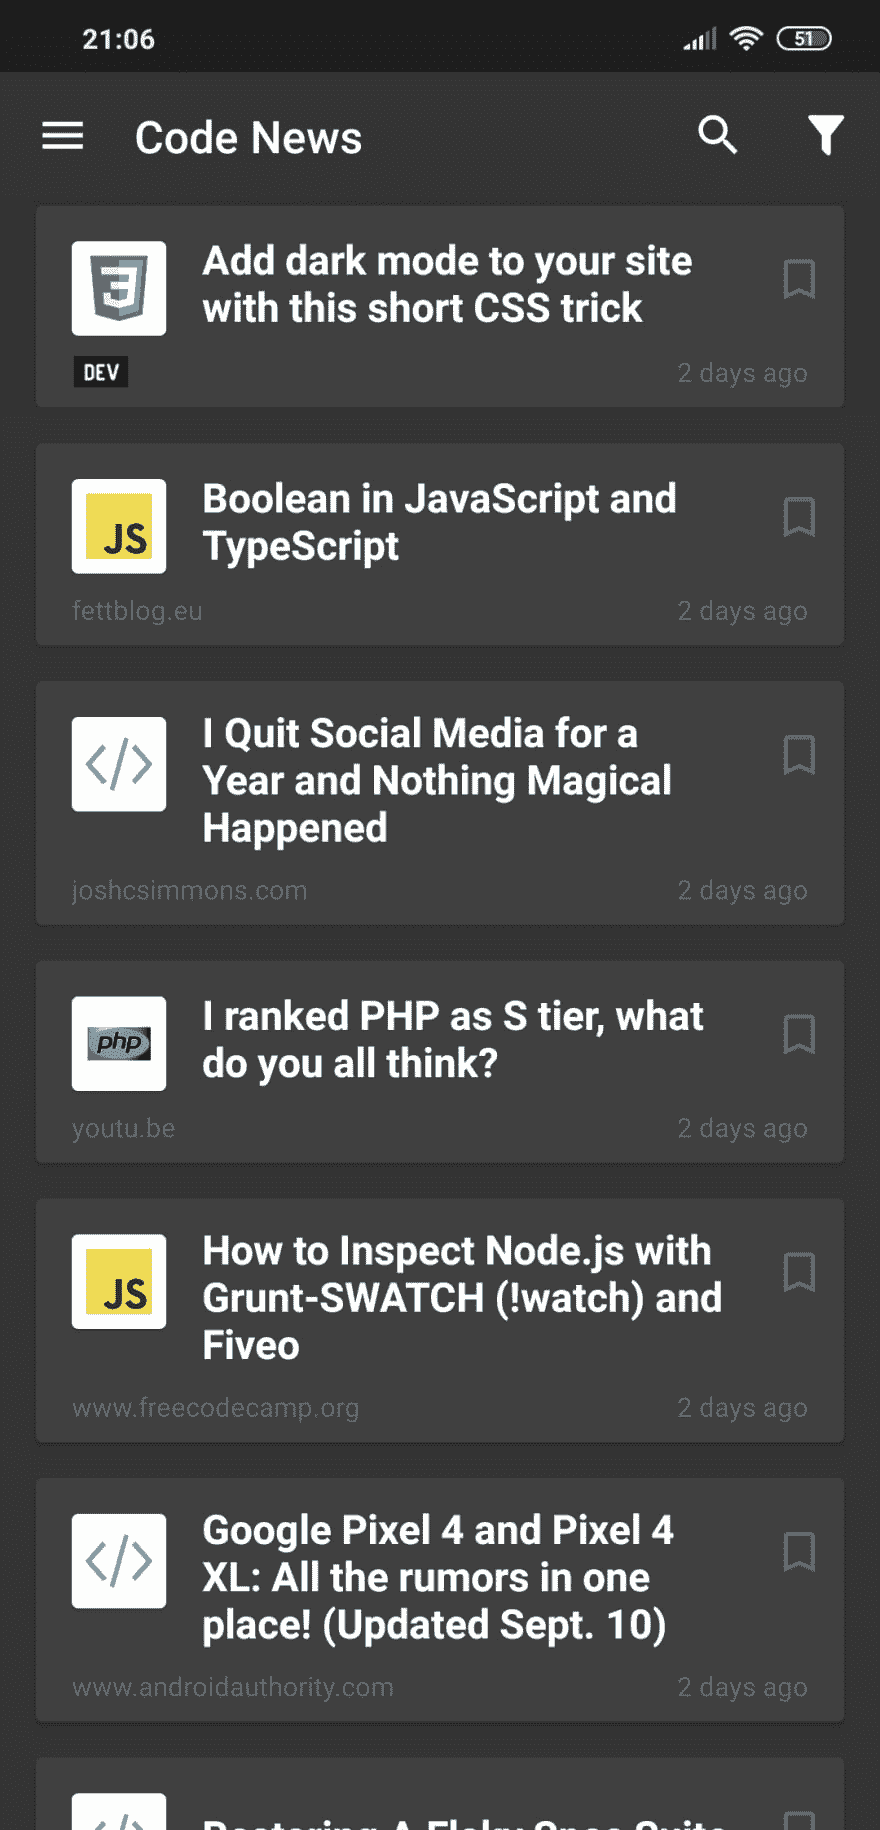 21:06
51
Code News
3
Add dark mode to your site
with this short CSS trick
DEV
2 days ago
JS
Boolean in JavaScript and
TypeScript
fettblog.eu
2 days ago
</>
I Quit Social Media for a
Year and Nothing Magical
Happened
joshcsimmons.com
2 days ago
php
I ranked PHP as S tier, what
do you all think?
youtu.be
2 days ago
JS
How to Inspect Node.js with
Grunt-SWATCH (!watch) and
Fiveo
www.freecodecamp.org
2 days ago
</>
Google Pixel 4 and Pixel 4
XL: All the rumors in one
place! (Updated Sept. 10)
www.androidauthority.com
2 days ago